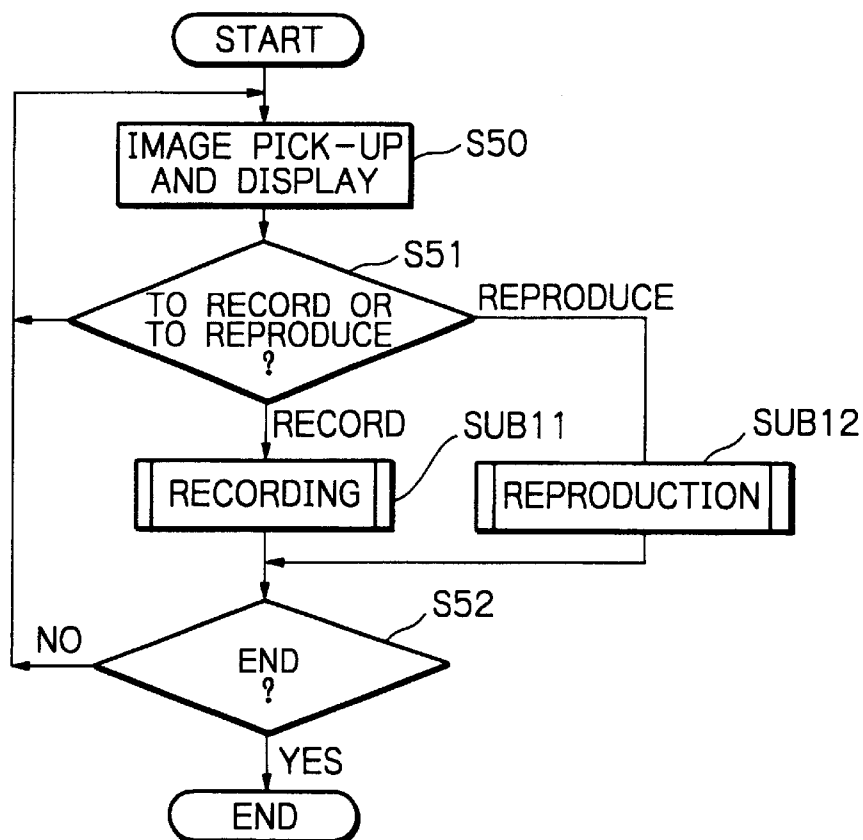 START
IMAGE PICK-UP
AND DISPLAY
S50
S51
TO RECORD OR
TO REPRODUCE
?
REPRODUCE
RECORD
SUB11
SUB12
RECORDING
REPRODUCTION
S52
NO
END
?
YES
END